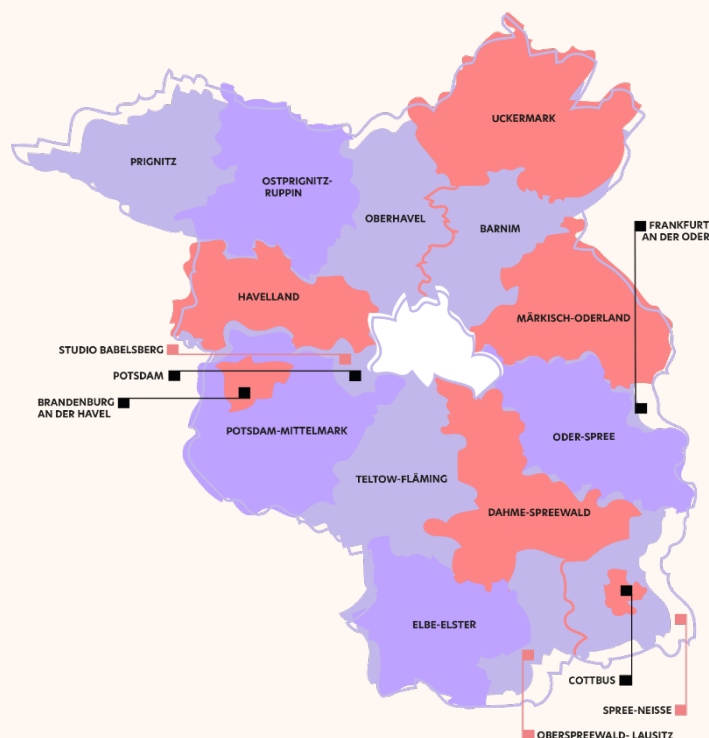 UCKERMARK
PRIGNITZ
OSTPRIGNITZ-
RUPPIN
OBERHAVEL
BARNIM
FRANKFURT
AN DER ODER
HAVELLAND
MÄRKISCH-ODERLAND
STUDIO BABELSBERG
POTSDAM
BRANDENBURG
AN DER HAVEL
POTSDAM-MITTELMARK
ODER-SPREE
TELTOW-FLÄMING
DAHME-SPREEWALD
ELBE-ELSTER
COTTBUS
SPREE-NEISSE
OBERSPREEWALD- LAUSITZ